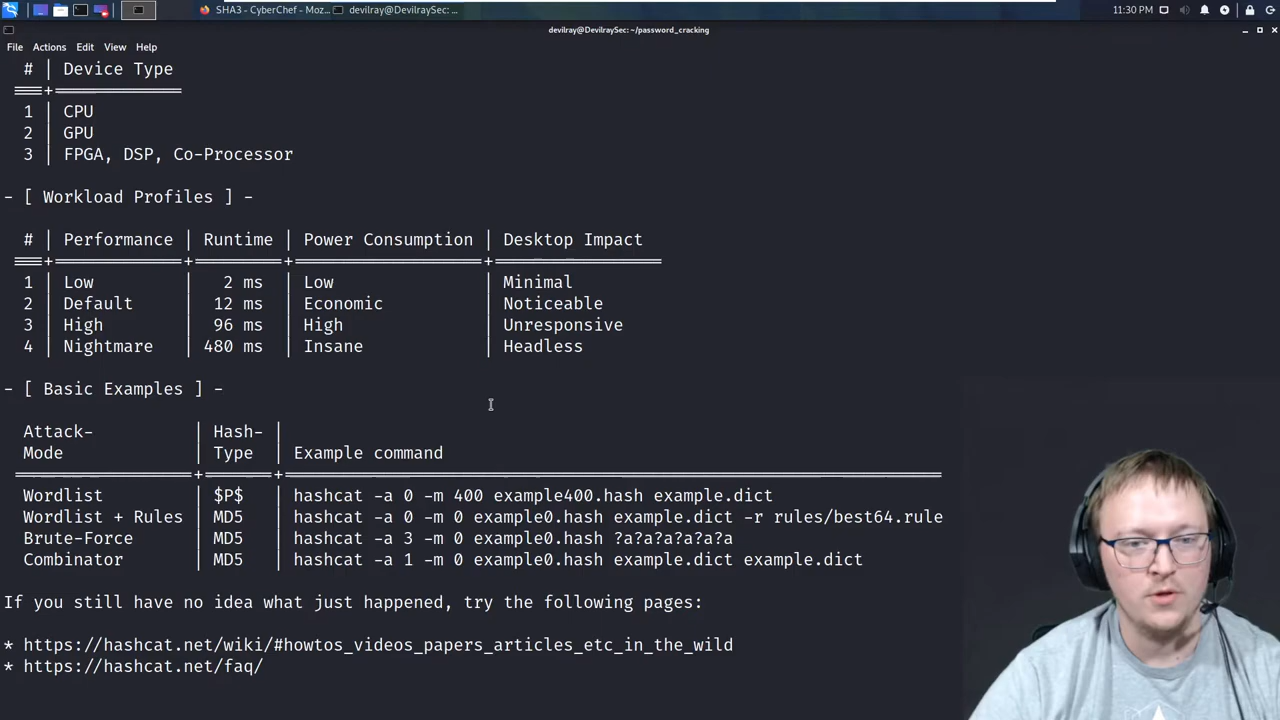 SHA3 - CyberChef - Moz...
devilray@DevilraySec: ...
11:30 PM
devilray@DevilraySec: ~/password_cracking
File Actions Edit View Help
# | Device Type
===+=============
1 | CPU
2 | GPU
3 | FPGA, DSP, Co-Processor
- [ Workload Profiles ] -
# | Performance | Runtime | Power Consumption | Desktop Impact
===+=============+=========+===================+=================
1 | Low | 2 ms | Low | Minimal
2 | Default | 12 ms | Economic | Noticeable
3 | High | 96 ms | High | Unresponsive
4 | Nightmare | 480 ms | Insane | Headless
- [ Basic Examples ] -
Attack- | Hash- |
Mode | Type | Example command
==================+=======+==================================================================
Wordlist | $P$ | hashcat -a 0 -m 400 example400.hash example.dict
Wordlist + Rules | MD5 | hashcat -a 0 -m 0 example0.hash example.dict -r rules/best64.rule
Brute-Force | MD5 | hashcat -a 3 -m 0 example0.hash ?a?a?a?a?a?a
Combinator | MD5 | hashcat -a 1 -m 0 example0.hash example.dict example.dict
If you still have no idea what just happened, try the following pages:
* https://hashcat.net/wiki/#howtos_videos_papers_articles_etc_in_the_wild
* https://hashcat.net/faq/